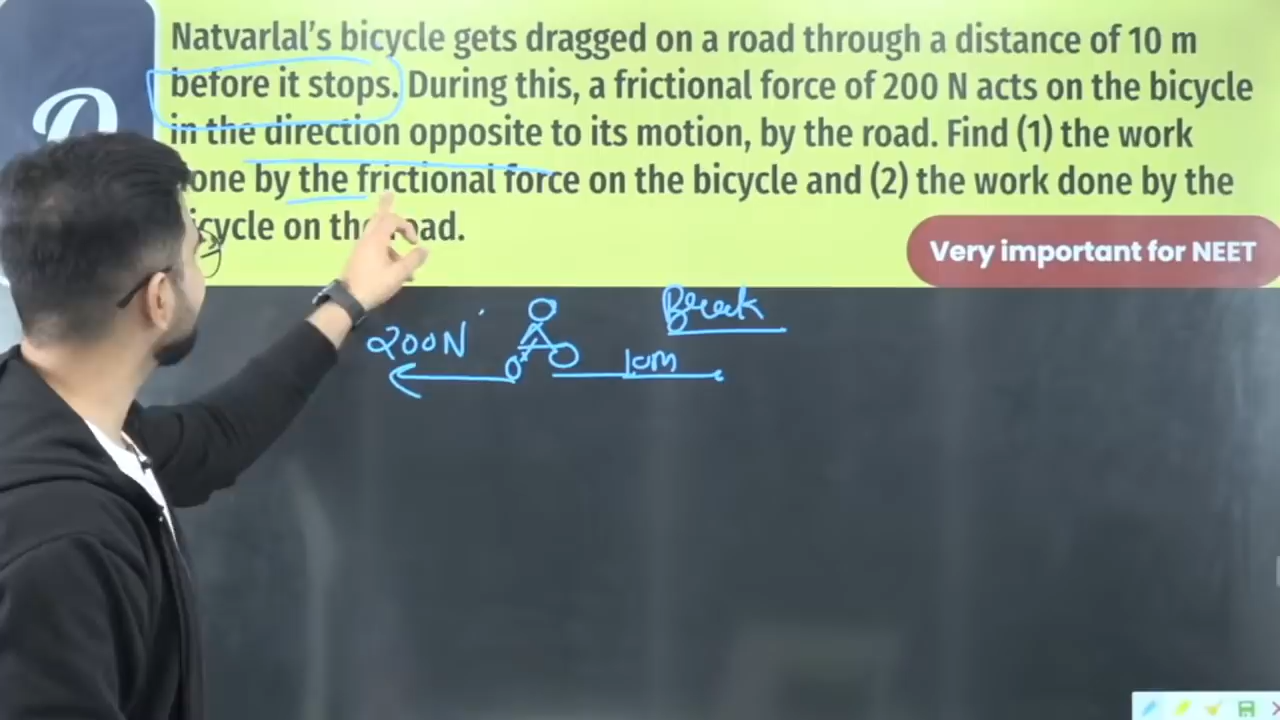 Natvarlal's bicycle gets dragged on a road through a distance of 10 m
before it stops. During this, a frictional force of 200 N acts on the bicycle
in the direction opposite to its motion, by the road. Find (1) the work
by the frictional force on the bicycle and (2) the work done by the
on the
Very important for NEET
Break
200N
10m